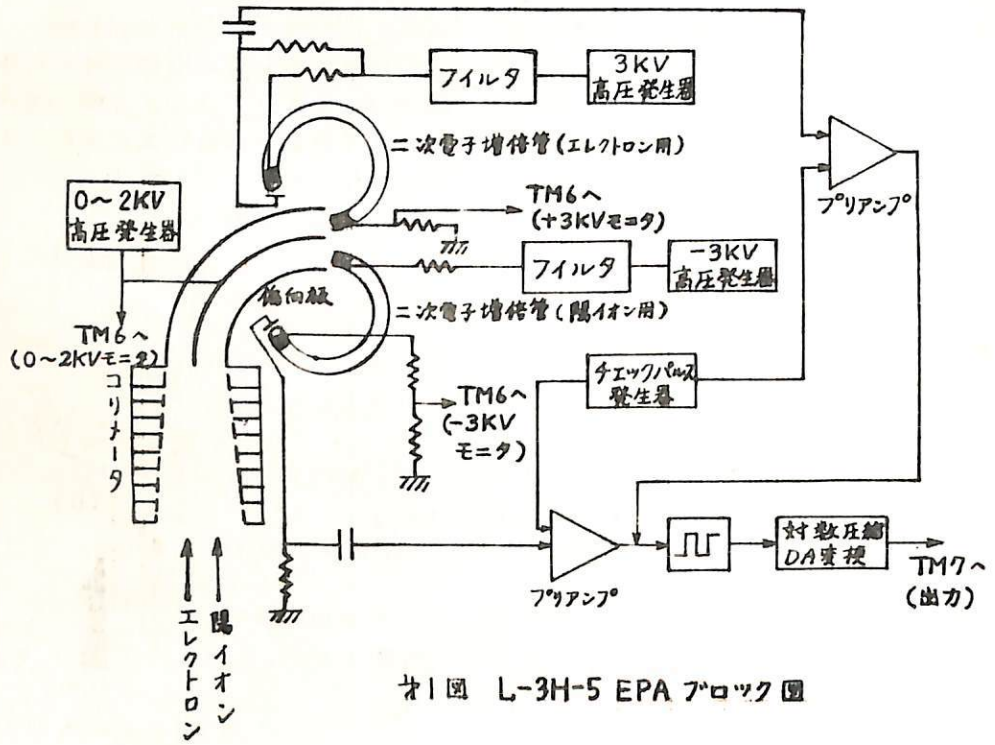 フイルタ
3KV
高圧発生器
二次電子増倍管(エレクトロン用)
プリアンプ
0~2KV
高圧発生器
TM6へ
(+3KVモニタ)
フイルタ
-3KV
高圧発生器
偏向板
二次電子増倍管(陽イオン用)
TM6へ
(0~2KVモニタ)
コリメータ
チェックパルス
発生器
TM6へ
(-3KV
モニタ)
プリアンプ
対数圧縮
DA変換
TM7へ
(出力)
エレクトロン
陽イオン
才1図 L-3H-5 EPA ブロック図